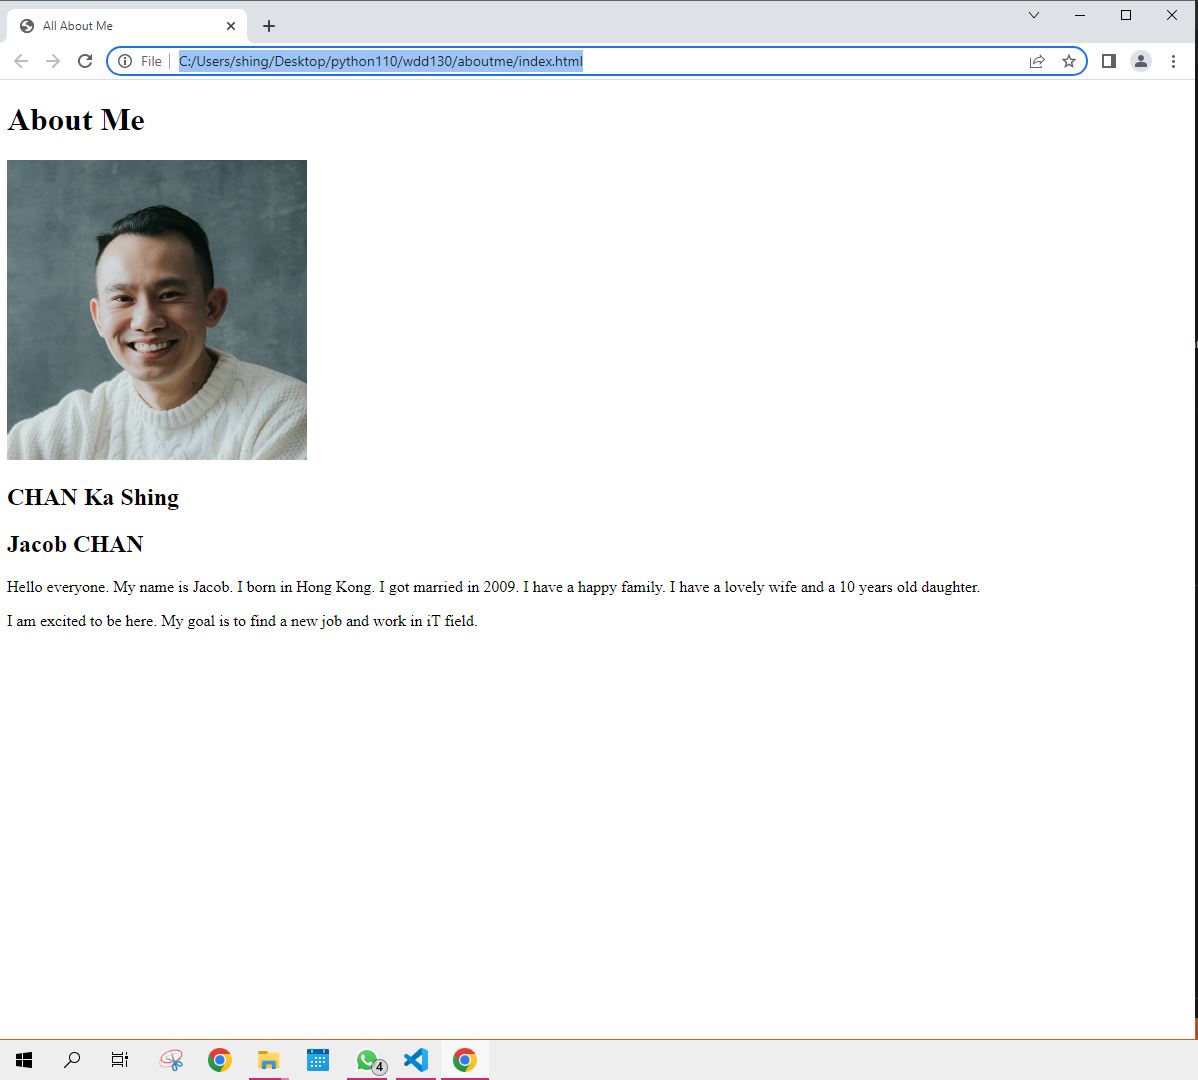 All About Me
File
C:/Users/shing/Desktop/python110/wdd130/aboutme/index.html
About Me
CHAN Ka Shing
Jacob CHAN
Hello everyone. My name is Jacob. I born in Hong Kong. I got married in 2009. I have a happy family. I have a lovely wife and a 10 years old daughter.
I am excited to be here. My goal is to find a new job and work in iT field.
4